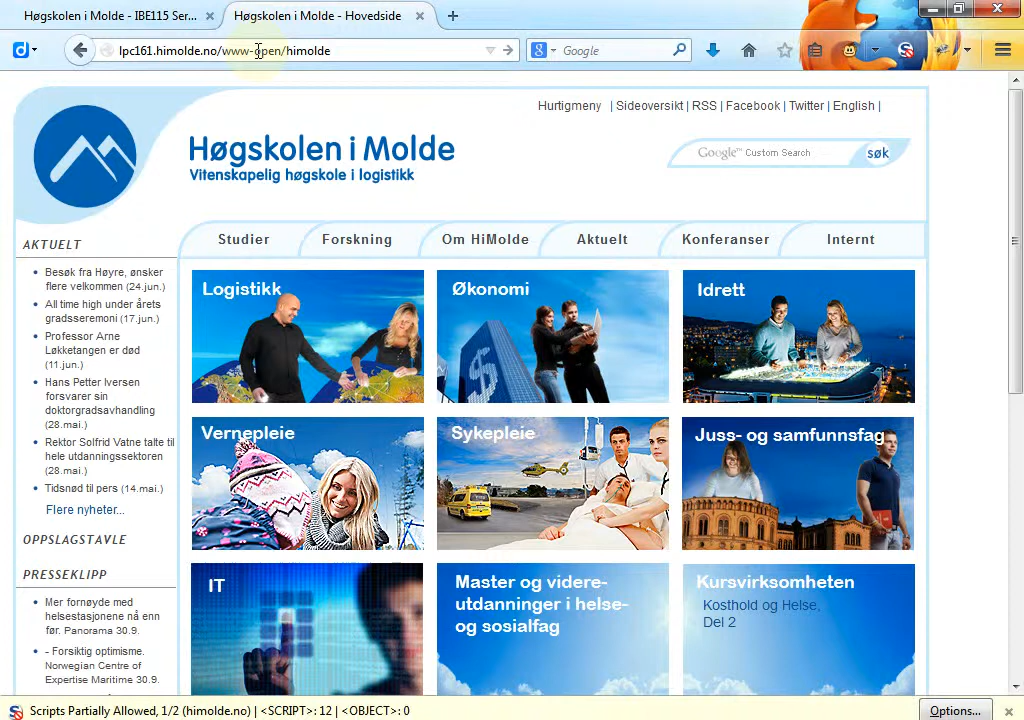 Høgskolen i Molde - IBE115 Ser...
Høgskolen i Molde - Hovedside
lpc161.himolde.no/www-open/himolde
Google
Hurtigmeny | Sideoversikt | RSS | Facebook | Twitter | English |
Høgskolen i Molde
Vitenskapelig høgskole i logistikk
Google™ Custom Search
søk
Studier
Forskning
Om HiMolde
Aktuelt
Konferanser
Internt
AKTUELT
Besøk fra Høyre, ønsker
flere velkommen (24.jun.)
All time high under årets
gradsseremoni (17.jun.)
Professor Arne
Løkketangen er død
(11.jun.)
Hans Petter Iversen
forsvarer sin
doktorgradsavhandling
(28.mai.)
Rektor Solfrid Vatne talte til
hele utdanningssektoren
(28.mai.)
Tidsnød til pers (14.mai.)
Flere nyheter...
OPPSLAGSTAVLE
PRESSEKLIPP
Mer fornøyde med
helsestasjonene nå enn
før. Panorama 30.9.
- Forsiktig optimisme.
Norwegian Centre of
Expertise Maritime 30.9.
Logistikk
Økonomi
Idrett
Vernepleie
Sykepleie
Juss- og samfunnsfag
IT
Master og videre-
utdanninger i helse-
og sosialfag
Kursvirksomheten
Kosthold og Helse,
Del 2
Scripts Partially Allowed, 1/2 (himolde.no) | <SCRIPT>: 12 | <OBJECT>: 0
Options...